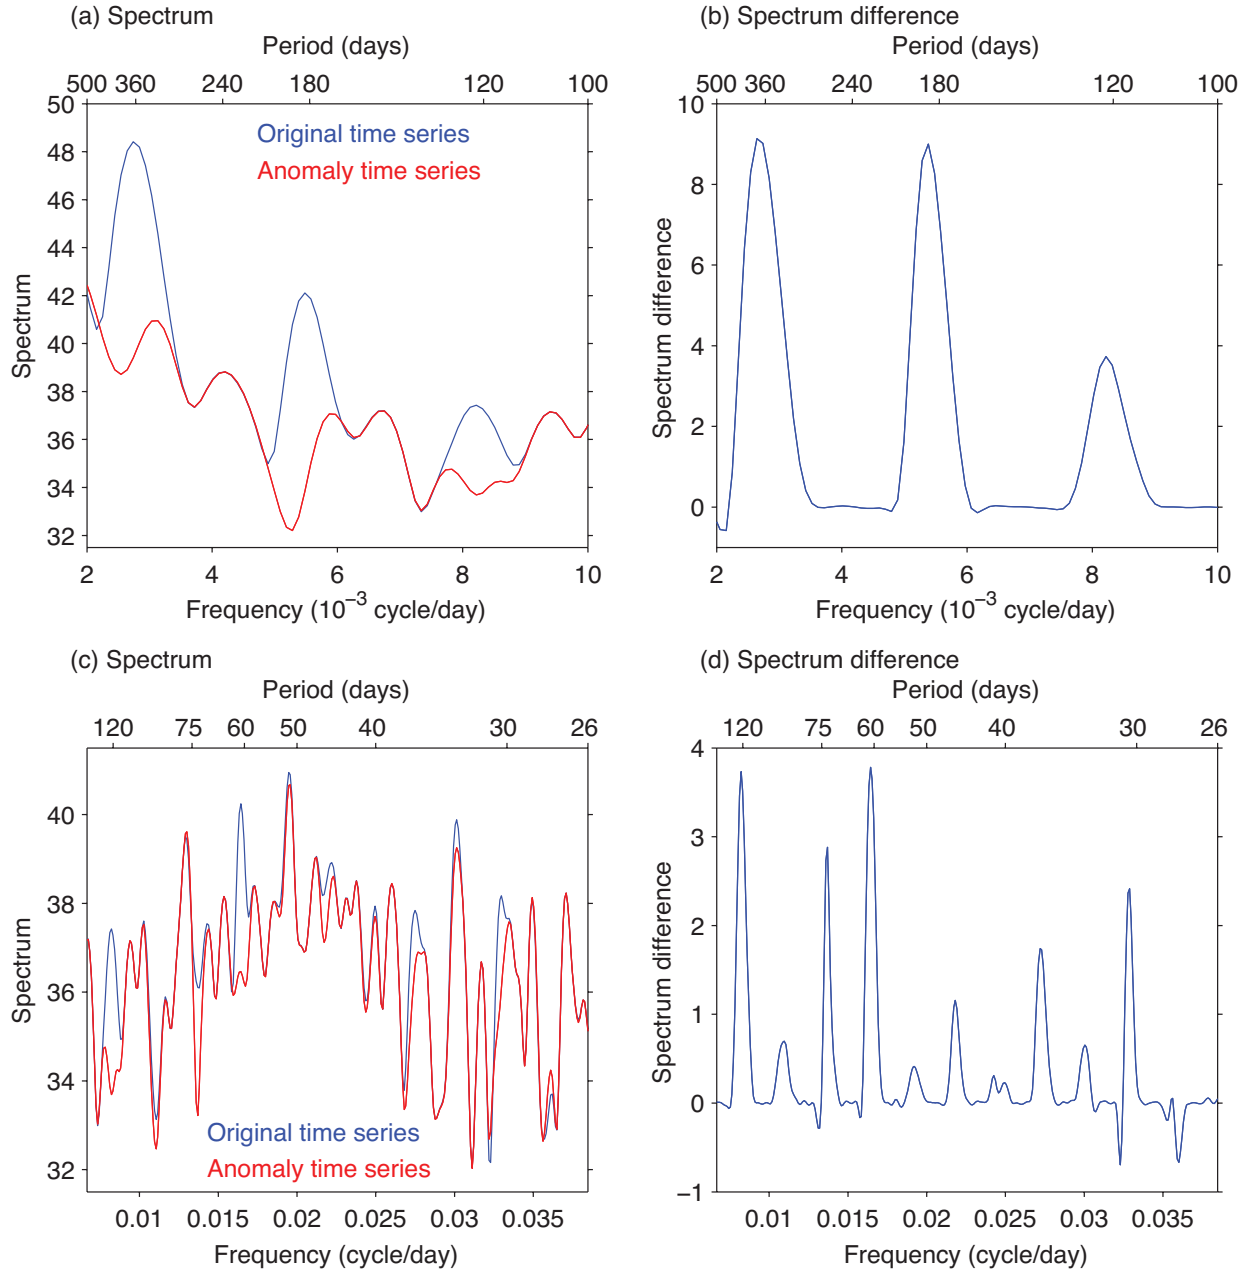 (a) Spectrum
Period (days)
500 360 240 180 120 100
50
48
46
44
42
40
38
36
34
32
Spectrum
Original time series
Anomaly time series
2 4 6 8 10
Frequency (10⁻³ cycle/day)
(b) Spectrum difference
Period (days)
500 360 240 180 120 100
10
8
6
4
2
0
Spectrum difference
2 4 6 8 10
Frequency (10⁻³ cycle/day)
(c) Spectrum
Period (days)
120 75 60 50 40 30 26
40
38
36
34
32
Spectrum
Original time series
Anomaly time series
0.01 0.015 0.02 0.025 0.03 0.035
Frequency (cycle/day)
(d) Spectrum difference
Period (days)
120 75 60 50 40 30 26
4
3
2
1
0
−1
Spectrum difference
0.01 0.015 0.02 0.025 0.03 0.035
Frequency (cycle/day)